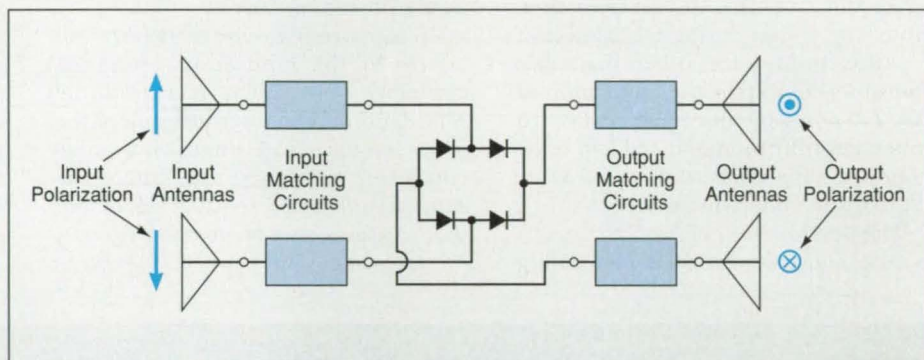 Input
Polarization
Input
Antennas
Input
Matching
Circuits
Output
Matching
Circuits
Output
Antennas
Output
Polarization